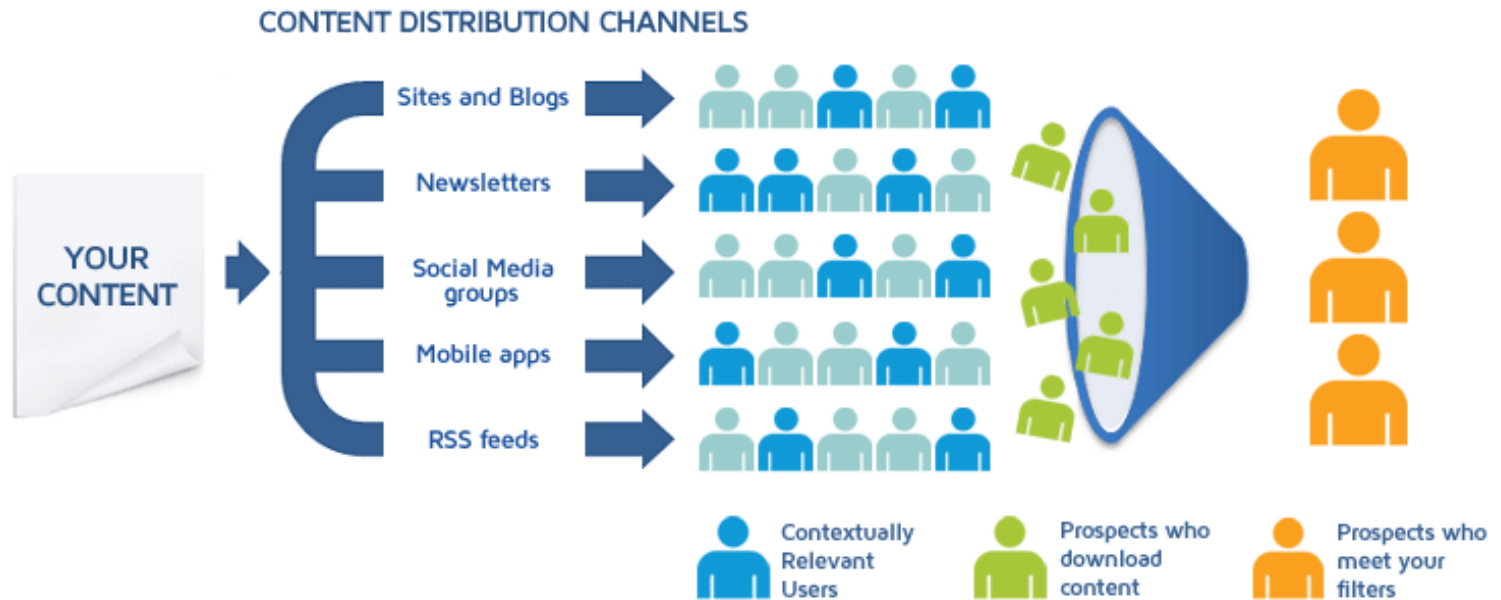 CONTENT DISTRIBUTION CHANNELS
YOUR
CONTENT
Sites and Blogs
Newsletters
Social Media
groups
Mobile apps
RSS feeds
Contextually
Relevant
Users
Prospects who
download
content
Prospects who
meet your
filters